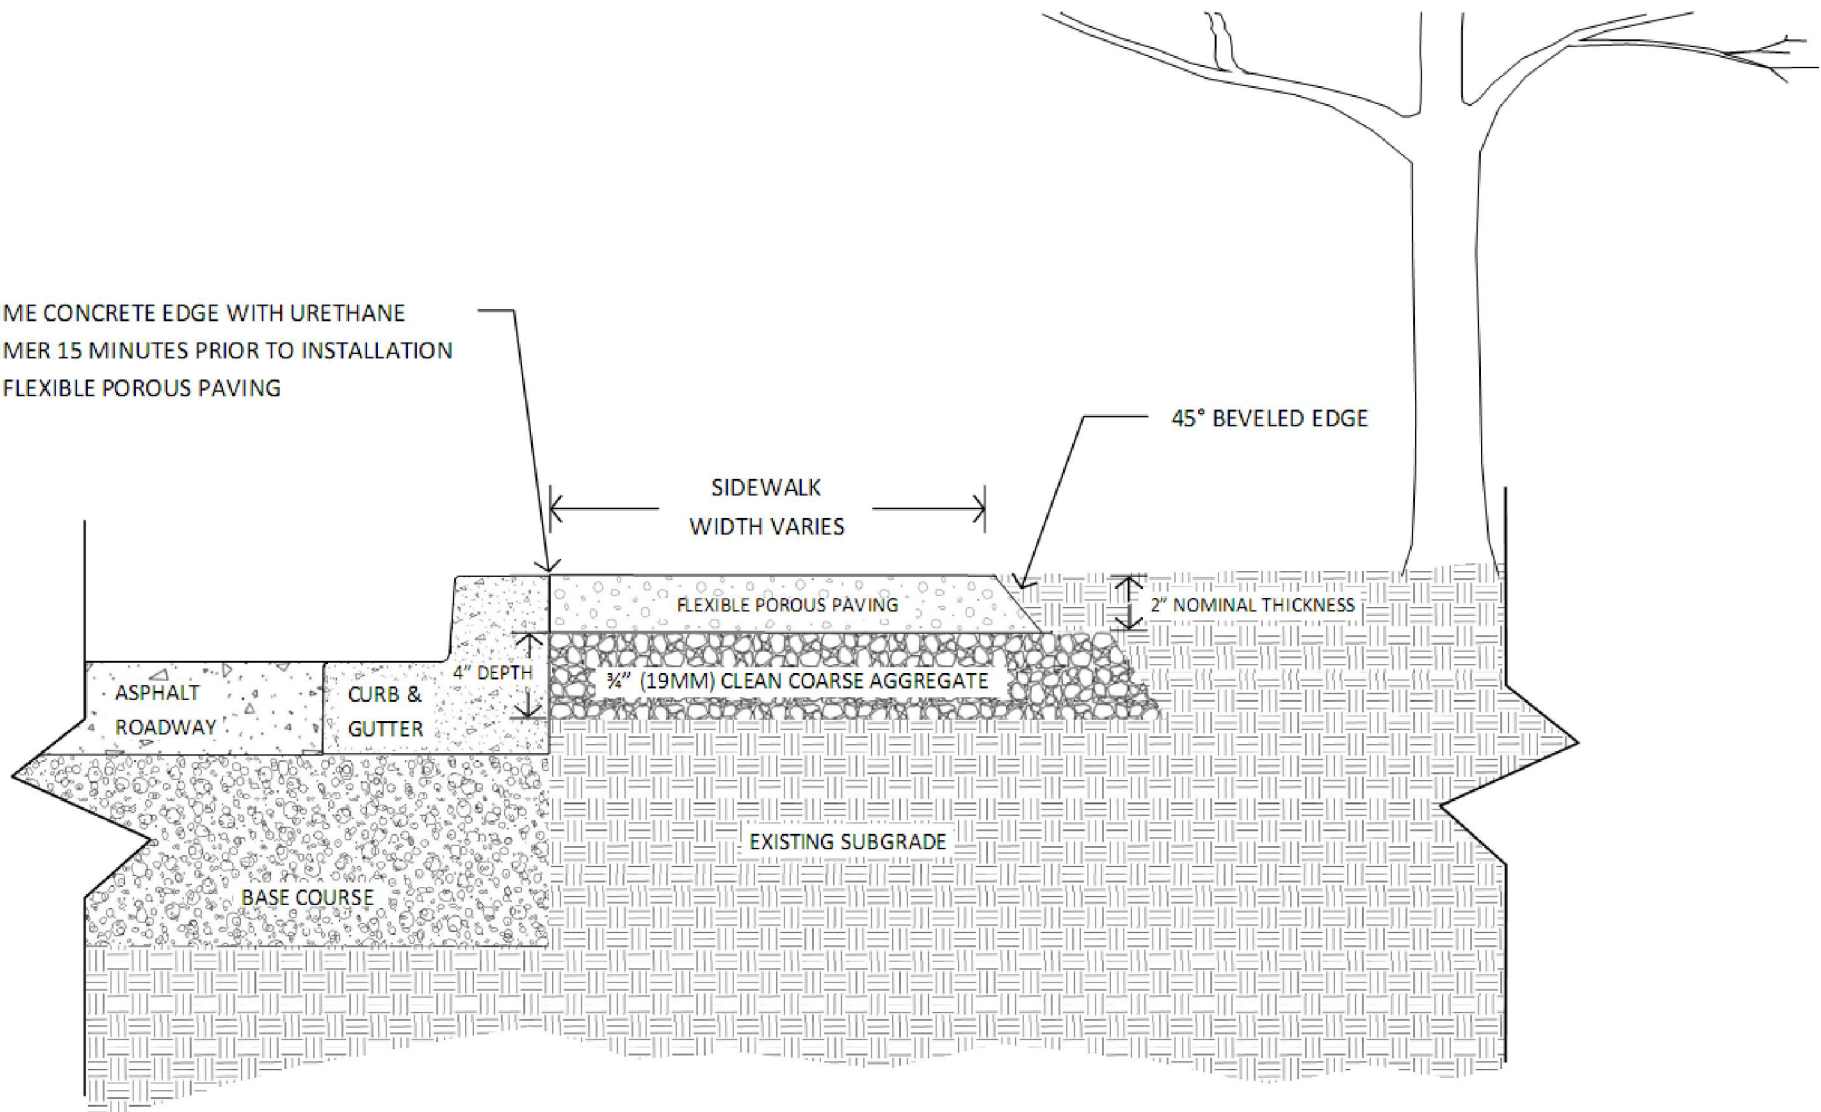 ME CONCRETE EDGE WITH URETHANE
MER 15 MINUTES PRIOR TO INSTALLATION
FLEXIBLE POROUS PAVING
45° BEVELED EDGE
SIDEWALK
WIDTH VARIES
FLEXIBLE POROUS PAVING
2" NOMINAL THICKNESS
4" DEPTH
¾" (19MM) CLEAN COARSE AGGREGATE
ASPHALT
ROADWAY
CURB &
GUTTER
EXISTING SUBGRADE
BASE COURSE